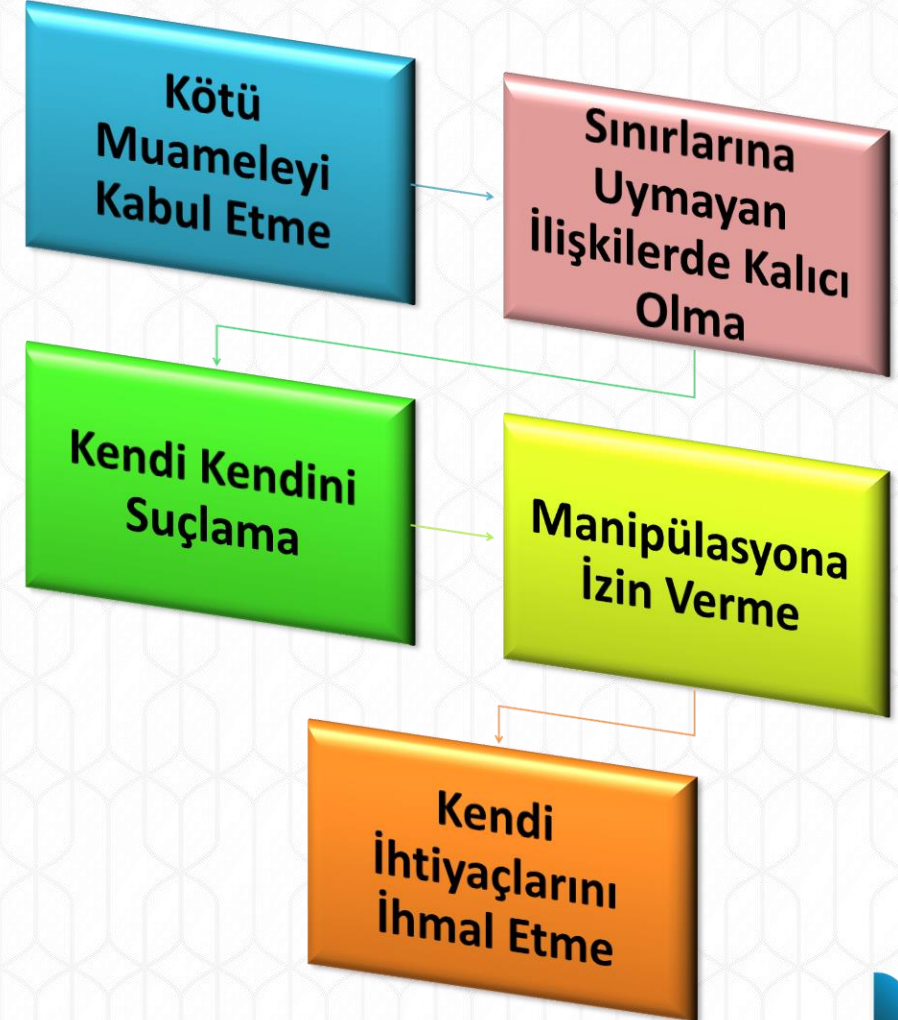 Kötü
Muameleyi
Kabul Etme
Sınırlarına
Uymayan
İlişkilerde Kalıcı
Olma
Kendi Kendini
Suçlama
Manipülasyona
İzin Verme
Kendi
İhtiyaçlarını
İhmal Etme